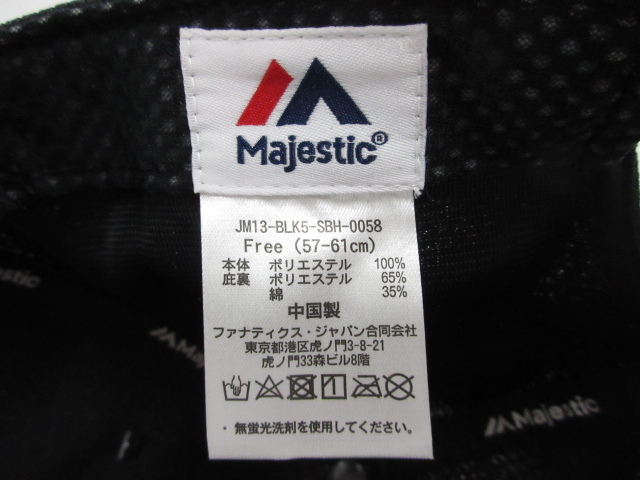 Majestic®
JM13-BLK5-SBH-0058
Free (57-61cm)
本体 ポリエステル 100%
庇裏 ポリエステル 65%
綿 35%
中国製
ファナティクス・ジャパン合同会社
東京都港区虎ノ門3-8-21
虎ノ門33森ビル8階
・無蛍光洗剤を使用してください。
Majestic
Majestic
Majestic